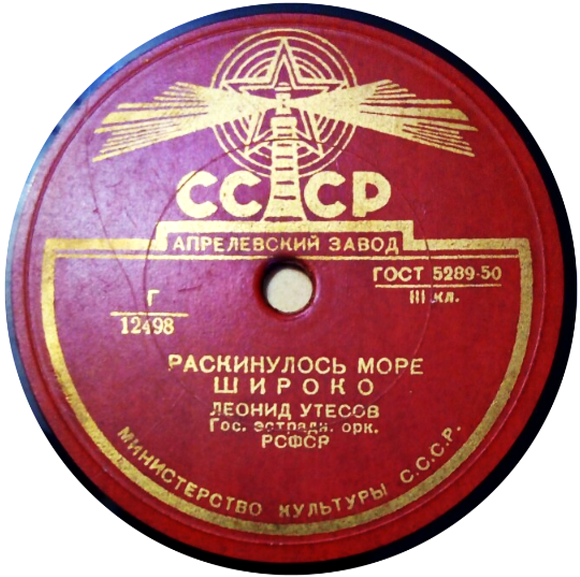 СССР
АПРЕЛЕВСКИЙ ЗАВОД
ГОСТ 5289-50
III кл.
Г
12498
РАСКИНУЛОСЬ МОРЕ
ШИРОКО
ЛЕОНИД УТЕСОВ
Гос. эстрадн. орк.
РСФСР
МИНИСТЕРСТВО КУЛЬТУРЫ С.С.С.Р.